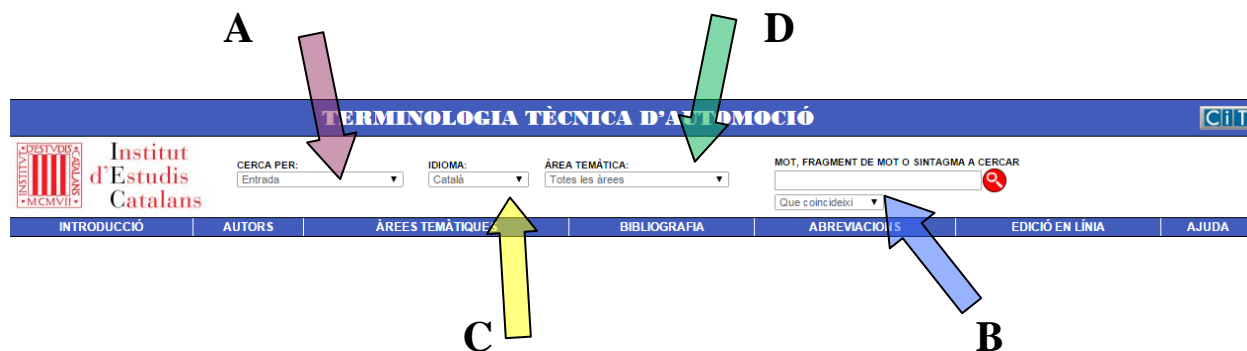 A D
TERMINOLOGIA TÈCNICA D'AUTOMOCIÓ
CiT
•INSTITVT•D'ESTVDIS•CATALANS•MCMVII•
Institut
d'Estudis
Catalans
CERCA PER: IDIOMA: ÀREA TEMÀTICA: MOT, FRAGMENT DE MOT O SINTAGMA A CERCAR
Entrada Català Totes les àrees
Que coincideixi
INTRODUCCIÓ AUTORS ÀREES TEMÀTIQUES BIBLIOGRAFIA ABREVIACIONS EDICIÓ EN LÍNIA AJUDA
C B